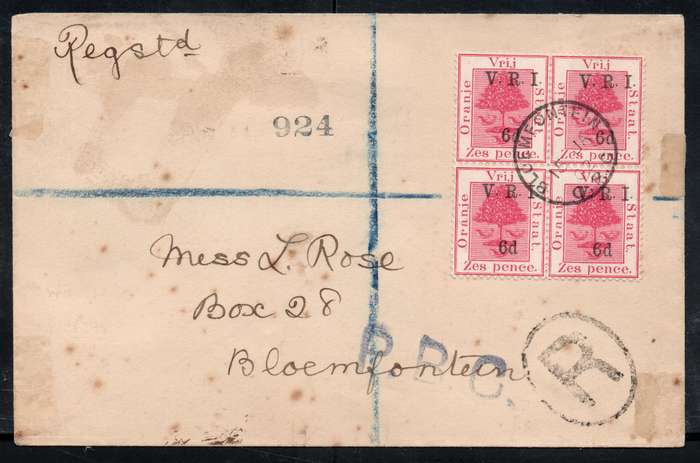 Regstd
924
Vrij Vrij
V. R. I. V. R. I.
Oranje Staat. Oranje Staat.
6d 6d
Zes pence. Zes pence.
Vrij Vrij
V. R. I. V. R. I.
Oranje Staat. Oranje Staat.
6d 6d
Zes pence. Zes pence.
BLOEMFONTEIN
Miss L. Rose
Box 28
Bloemfontein
P.B.C.
R